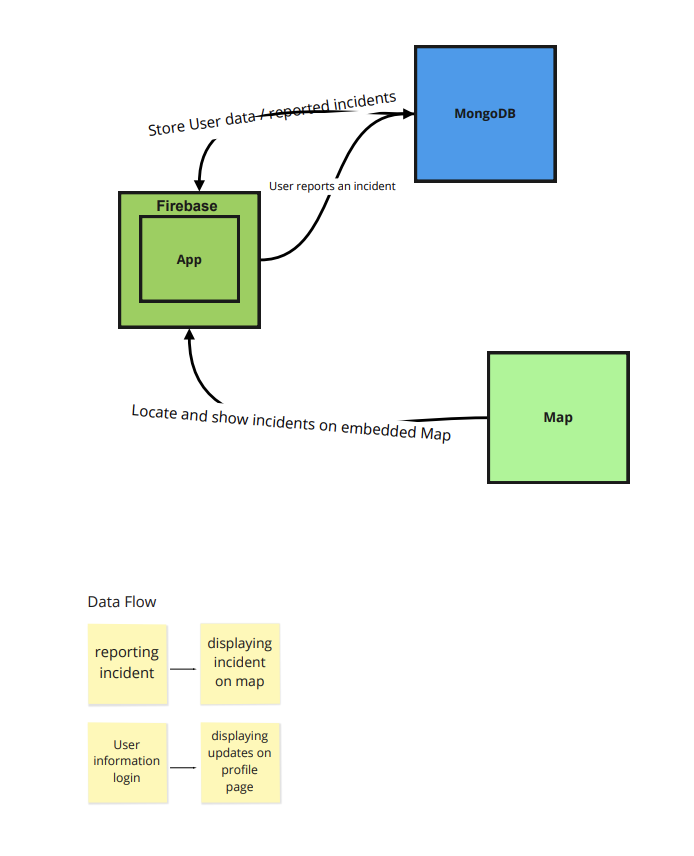 Store User data / reported incidents
MongoDB
User reports an incident
Firebase
App
Locate and show incidents on embedded Map
Map
Data Flow
reporting
incident
displaying
incident
on map
User
information
login
displaying
updates on
profile
page